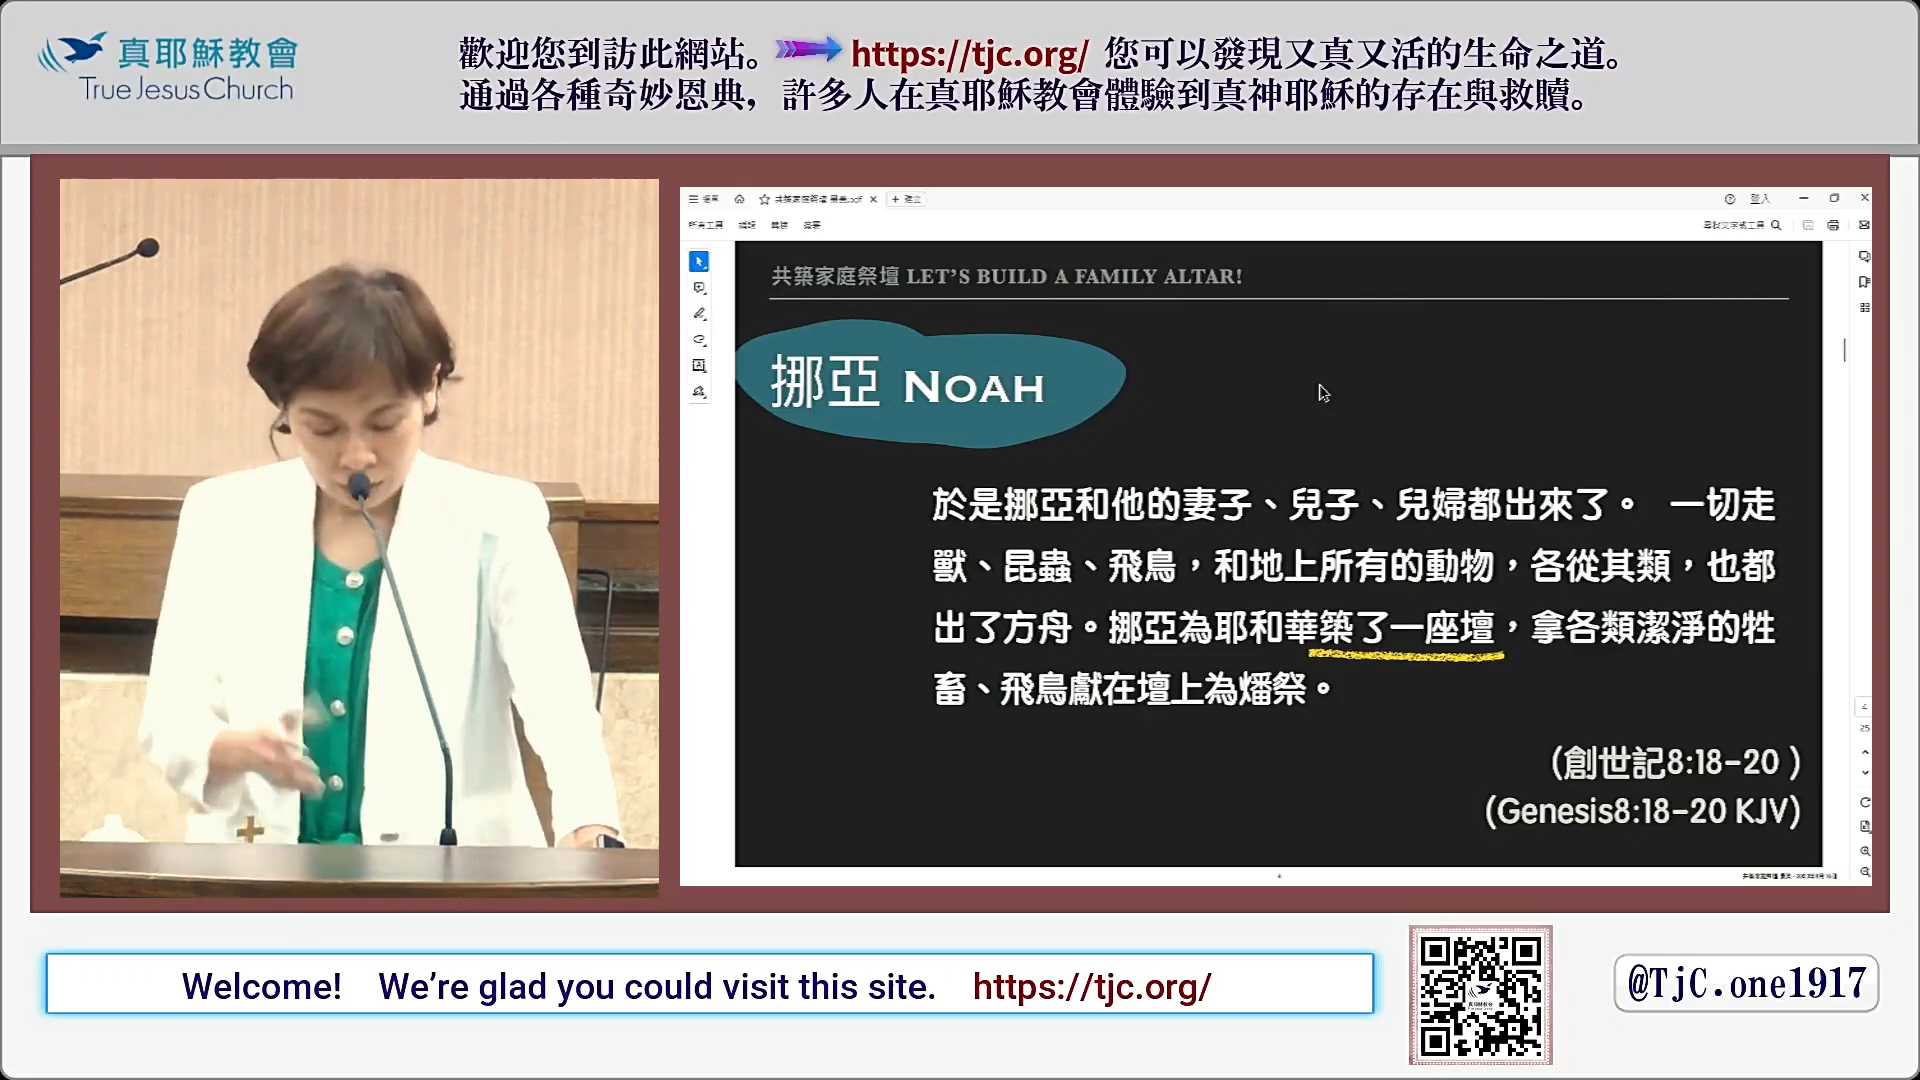 真耶穌教會
True Jesus Church
歡迎您到訪此網站。 https://tjc.org/ 您可以發現又真又活的生命之道。
通過各種奇妙恩典，許多人在真耶穌教會體驗到真神耶穌的存在與救贖。
登入
所有工具 編輯
共築家庭祭壇 LET'S BUILD A FAMILY ALTAR!
挪亞 NOAH
於是挪亞和他的妻子、兒子、兒婦都出來了。 一切走
獸、昆蟲、飛鳥，和地上所有的動物，各從其類，也都
出了方舟。挪亞為耶和華築了一座壇，拿各類潔淨的牲
畜、飛鳥獻在壇上為燔祭。
(創世記8:18-20 )
(Genesis8:18-20 KJV)
25
Welcome! We're glad you could visit this site. https://tjc.org/
@TjC.one1917